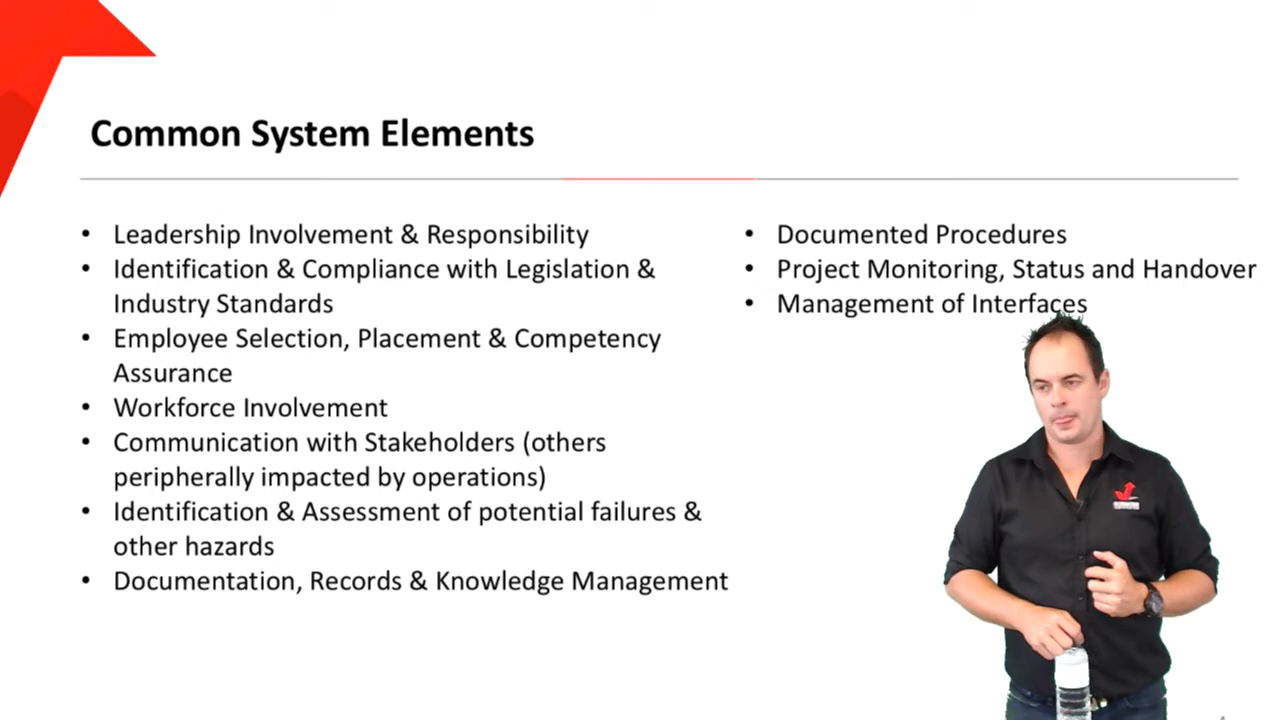 Common System Elements
• Leadership Involvement & Responsibility
• Identification & Compliance with Legislation &
Industry Standards
• Employee Selection, Placement & Competency
Assurance
• Workforce Involvement
• Communication with Stakeholders (others
peripherally impacted by operations)
• Identification & Assessment of potential failures &
other hazards
• Documentation, Records & Knowledge Management
• Documented Procedures
• Project Monitoring, Status and Handover
• Management of Interfaces